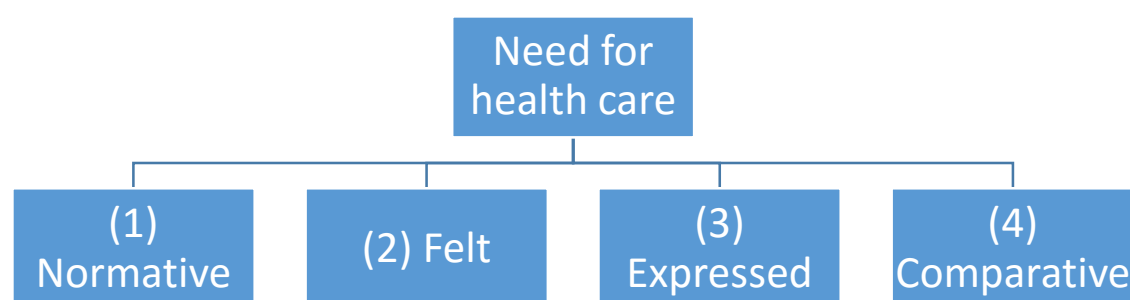 Need for
health care
(1)
Normative
(2) Felt
(3)
Expressed
(4)
Comparative